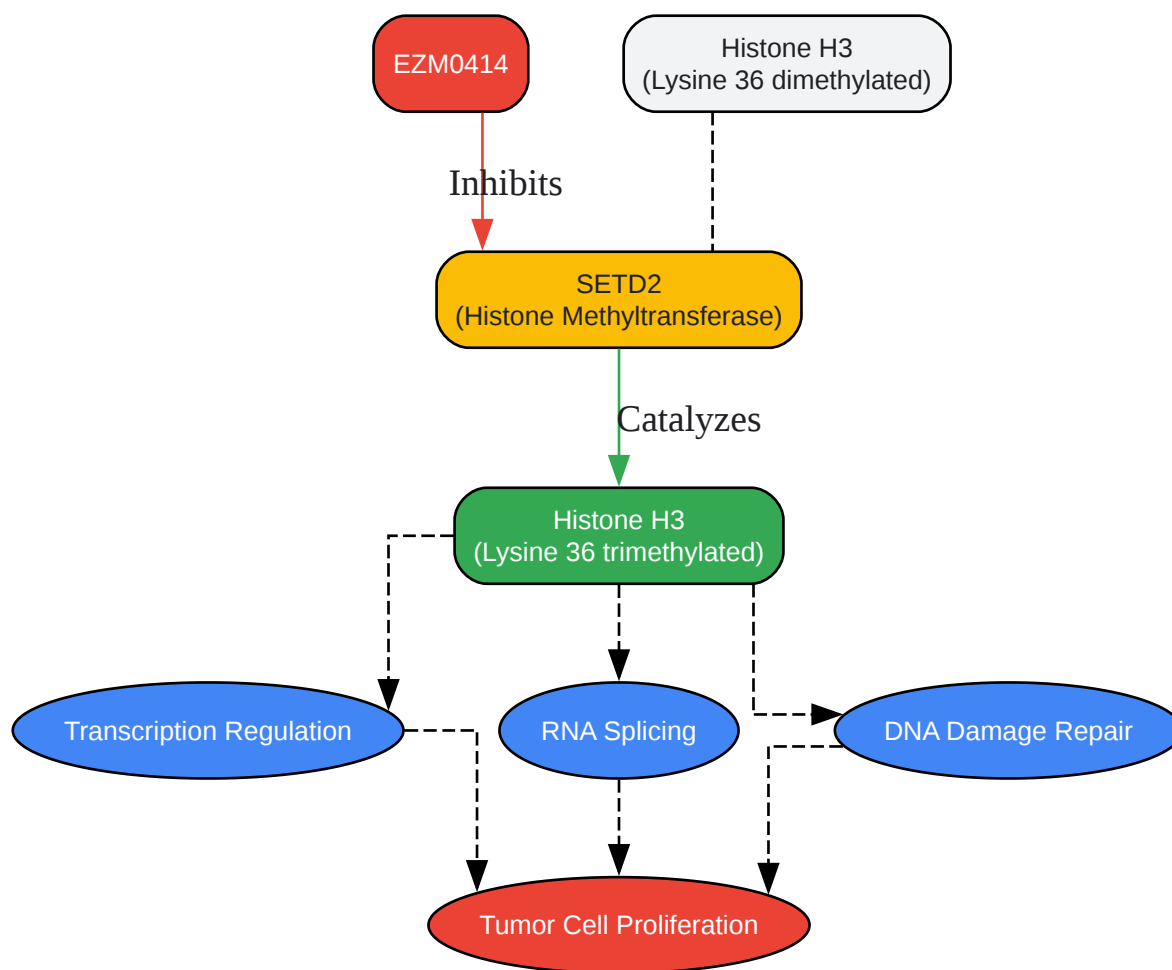 EZM0414
Histone H3
(Lysine 36 dimethylated)
Inhibits
SETD2
(Histone Methyltransferase)
Catalyzes
Histone H3
(Lysine 36 trimethylated)
Transcription Regulation
RNA Splicing
DNA Damage Repair
Tumor Cell Proliferation